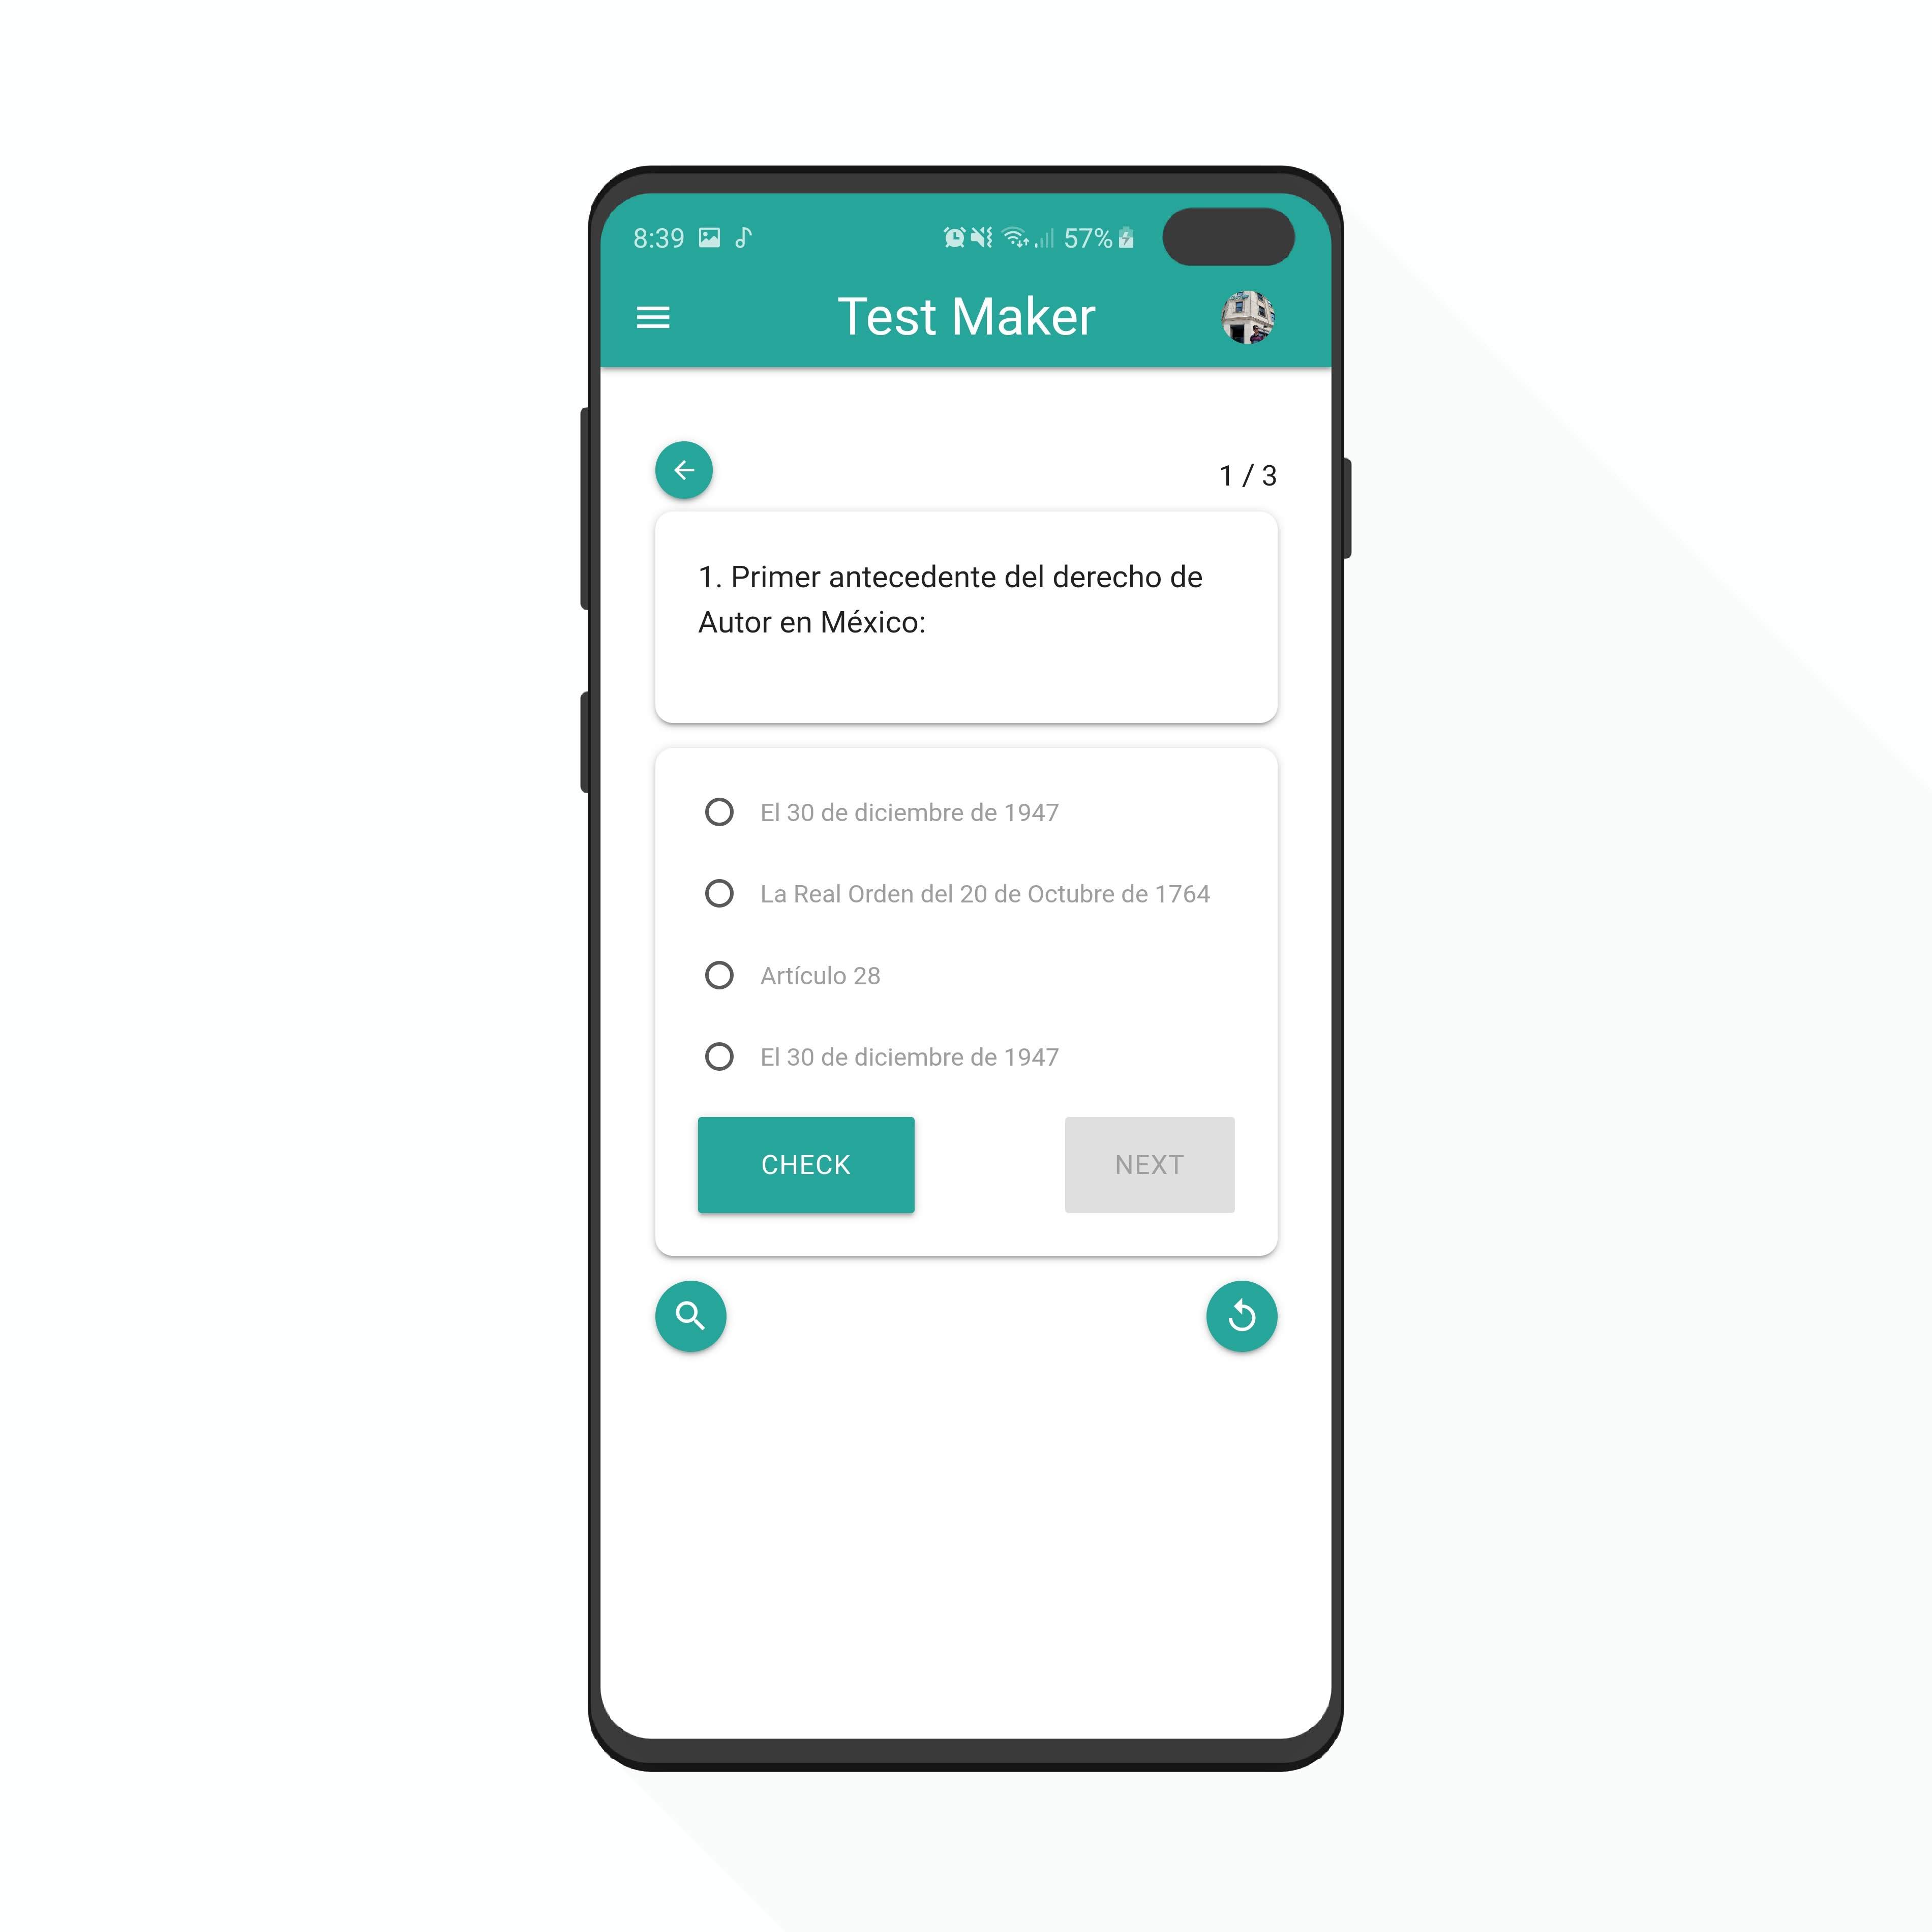 8:39
57%
Test Maker
1 / 3
1. Primer antecedente del derecho de
Autor en México:
El 30 de diciembre de 1947
La Real Orden del 20 de Octubre de 1764
Artículo 28
El 30 de diciembre de 1947
CHECK
NEXT